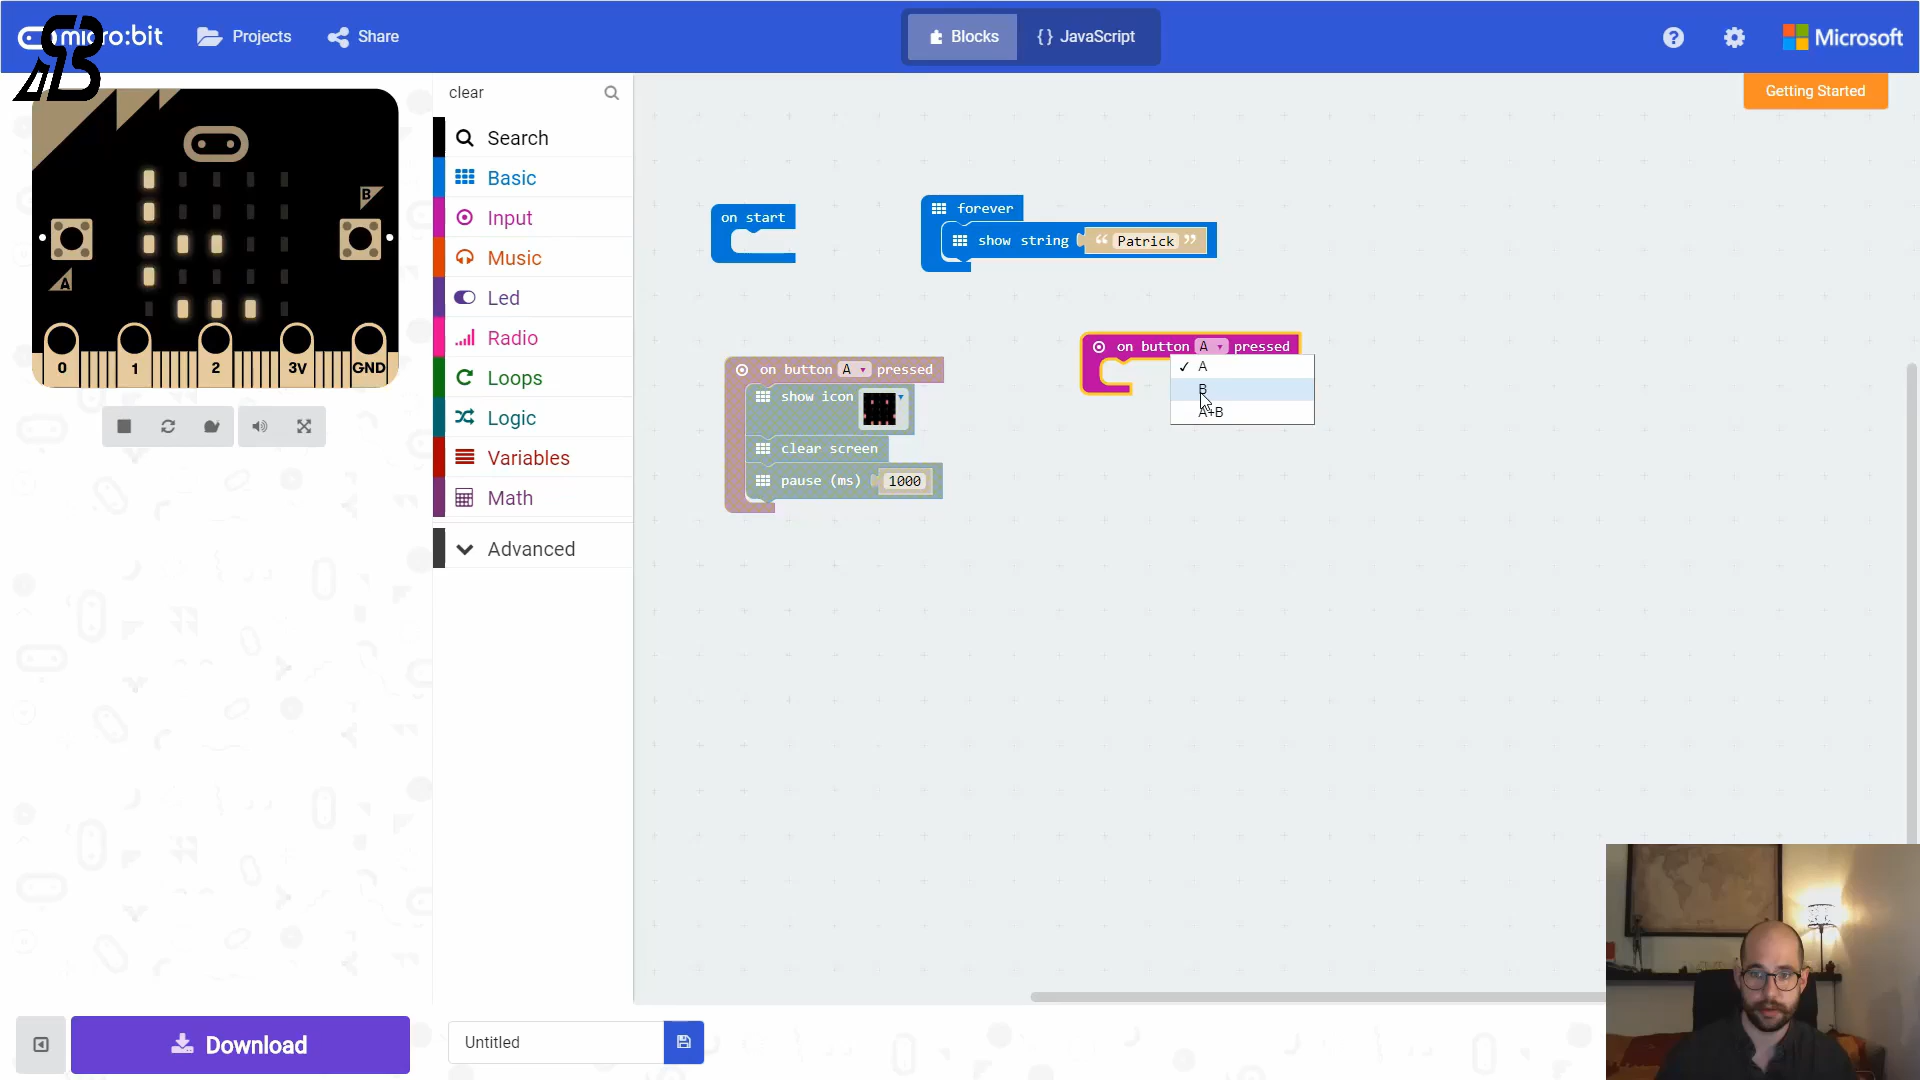 micro:bit
Projects
Share
Blocks
{} JavaScript
?
Microsoft
SB
Getting Started
clear
Search
Basic
Input
Music
Led
Radio
Loops
Logic
Variables
Math
Advanced
B
A
0 1 2 3V GND
on start
forever
show string “ Patrick ”
on button A pressed
show icon
clear screen
pause (ms) 1000
on button A pressed
✓ A
B
A+B
Download
Untitled